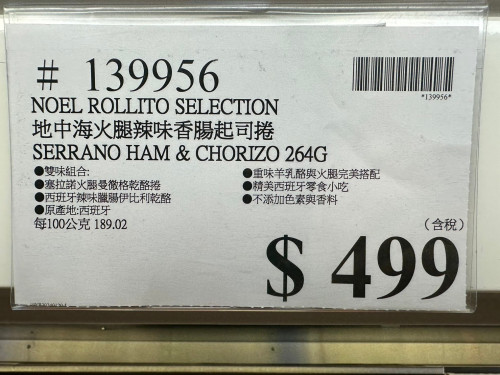 # 139956
*139956*
NOEL ROLLITO SELECTION
地中海火腿辣味香腸起司捲
SERRANO HAM & CHORIZO 264G
●雙味組合:
●塞拉諾火腿曼徹格乾酪捲
●西班牙辣味臘腸伊比利乾酪
●原產地:西班牙
每100公克 189.02
●重味羊乳酪與火腿完美搭配
●精美西班牙零食小吃
●不添加色素與香料
(含稅)
$ 499